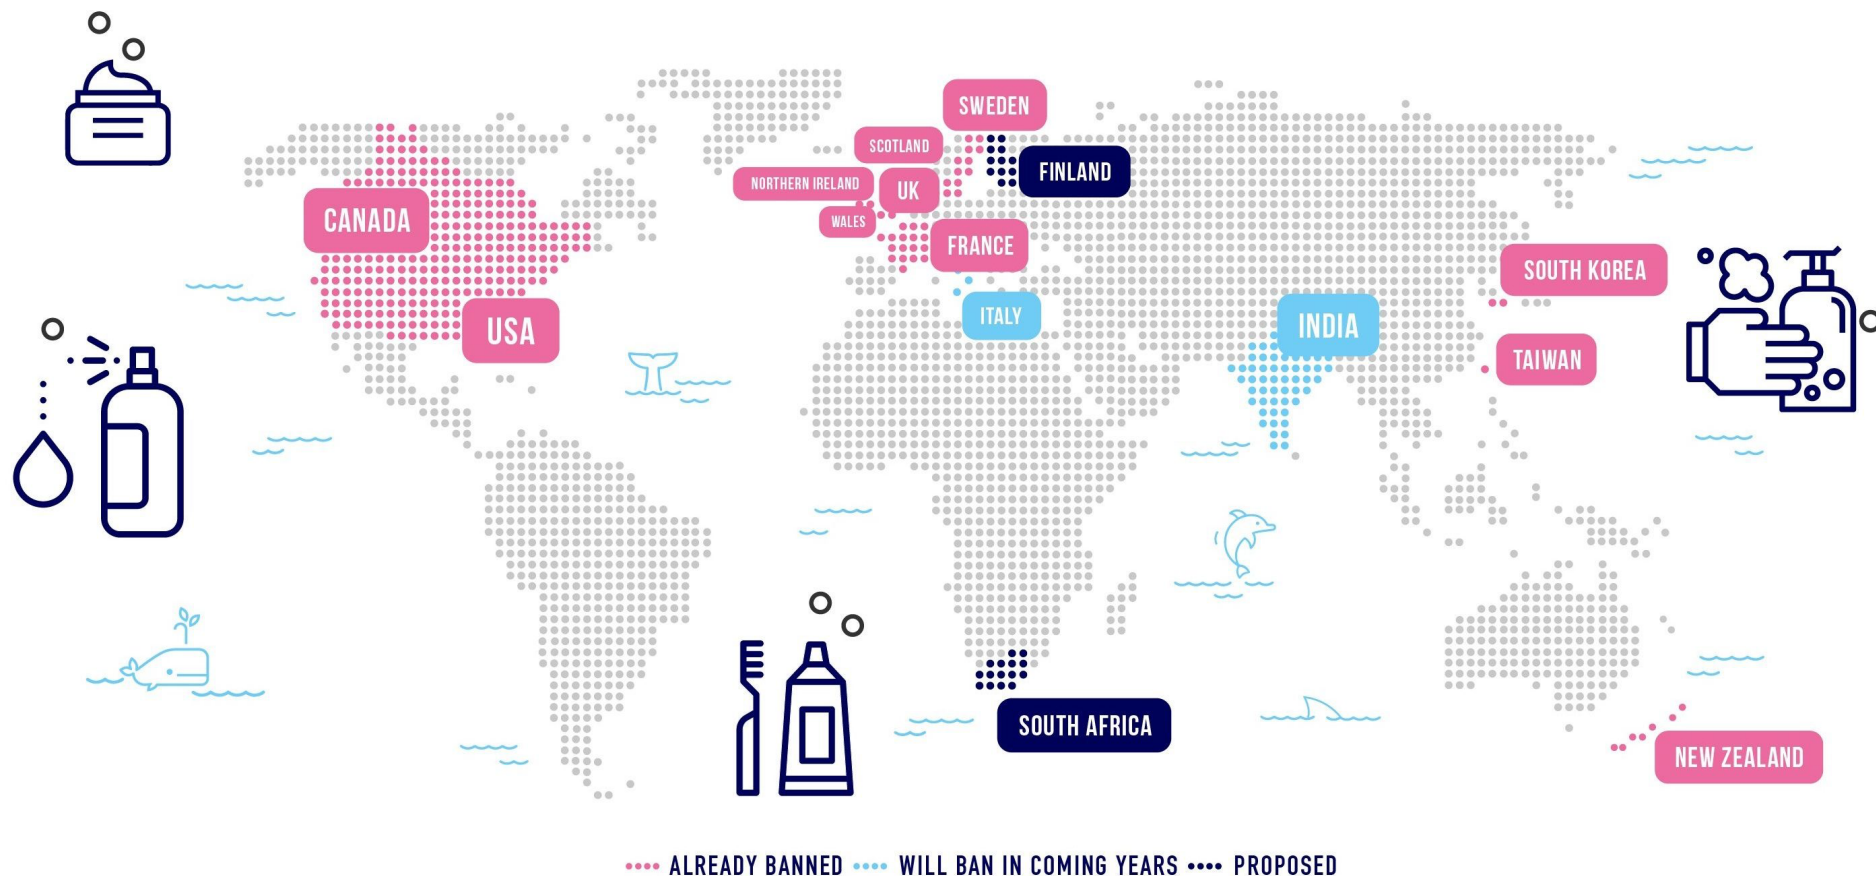 SWEDEN
SCOTLAND
FINLAND
NORTHERN IRELAND
UK
CANADA
WALES
FRANCE
SOUTH KOREA
ITALY
INDIA
USA
TAIWAN
SOUTH AFRICA
NEW ZEALAND
ALREADY BANNED WILL BAN IN COMING YEARS PROPOSED